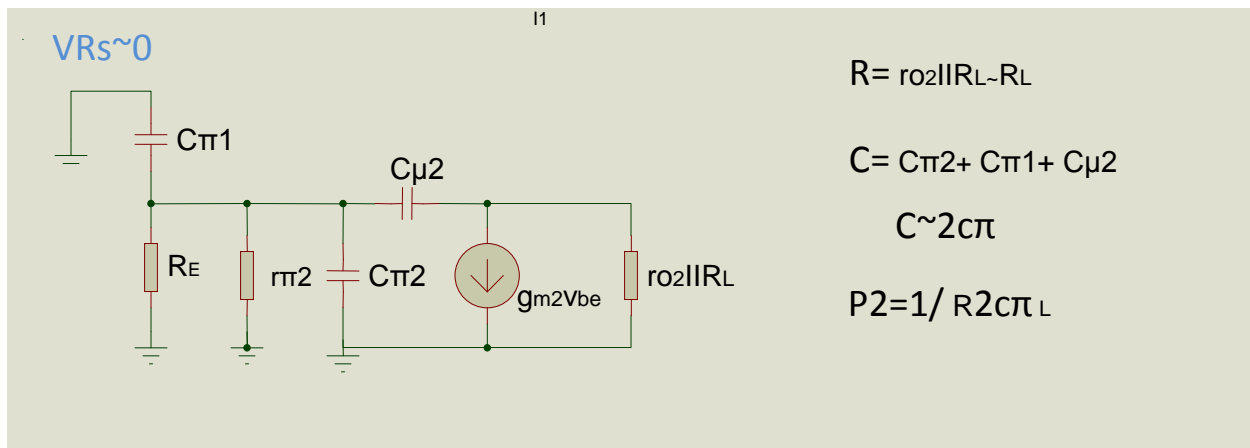 I1
VRs~0
R= ro2IIRL~RL
Cπ1
C= Cπ2+ Cπ1+ Cµ2
Cµ2
C~2cπ
RE
rπ2
Cπ2
gm2Vbe
ro2IIRL
P2=1/ R2cπ L